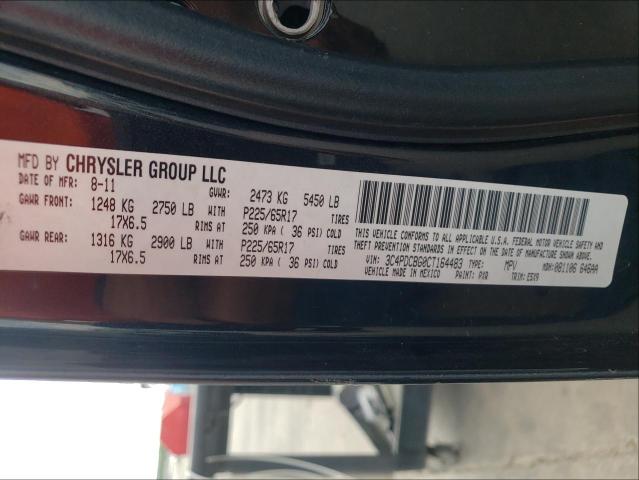 MFD BY CHRYSLER GROUP LLC
DATE OF MFR: 8-11 GVWR: 2473 KG 5450 LB
GAWR FRONT: 1248 KG 2750 LB WITH P225/65R17 TIRES
17X6.5 RIMS AT 250 KPA ( 36 PSI) COLD
GAWR REAR: 1316 KG 2900 LB WITH P225/65R17 TIRES
17X6.5 RIMS AT 250 KPA ( 36 PSI) COLD
THIS VEHICLE CONFORMS TO ALL APPLICABLE U.S.A. FEDERAL MOTOR VEHICLE SAFETY AND
THEFT PREVENTION STANDARDS IN EFFECT ON THE DATE OF MANUFACTURE SHOWN ABOVE.
VIN: 3C4PDCBG0CT164483 TYPE: MPV MDH: 081106 646AA
MADE IN MEXICO PAINT: PXR TRIM: E5X9